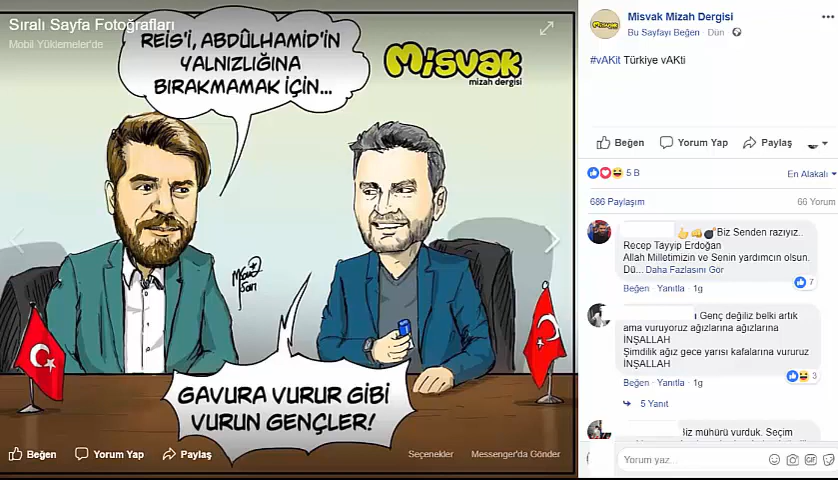 Sıralı Sayfa Fotoğrafları
Mobil Yüklemeler'de
REİS'İ, ABDÜLHAMİD'İN
YALNIZLIĞINA
BIRAKMAMAK İÇİN...
Misvak
mizah dergisi
GAVURA VURUR GİBİ
VURUN GENÇLER!
Beğen Yorum Yap Paylaş
Seçenekler Messenger'da Gönder
Misvak Mizah Dergisi
Bu Sayfayı Beğen · Dün
#vAKit Türkiye vAKti
Beğen Yorum Yap Paylaş
5 B
En Alakalı
686 Paylaşım
66 Yorum
Biz Senden razıyız..
Recep Tayyip Erdoğan
Allah Milletimizin ve Senin yardımcın olsun.
Dü... Daha Fazlasını Gör
7
Beğen · Yanıtla · 1g
Genç değiliz belki artık
ama vuruyoruz ağızlarına ağızlarına
İNŞALLAH
Şimdilik ağız gece yarısı kafalarına vururuz
İNŞALLAH
3
Beğen · Yanıtla · 1g
5 Yanıt
Biz mühürü vurduk. Seçim
Yorum yaz...
GIF